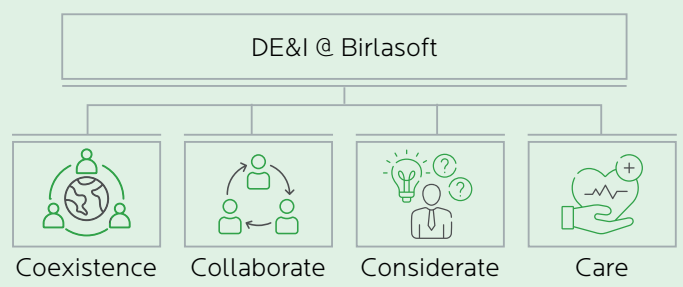 DE&I @ Birlasoft
Coexistence
Collaborate
Considerate
Care